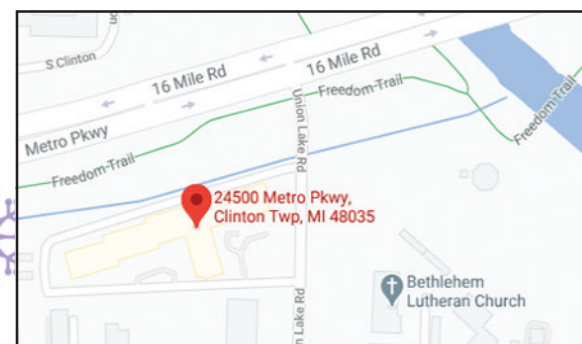 on
S Clinton
16 Mile Rd
16 Mile Rd
Metro Pkwy
Freedom-Trail
Union Lake Rd
Freedom-Trail
Freedom-Trail
24500 Metro Pkwy,
Clinton Twp, MI 48035
Bethlehem
Lutheran Church
n Lake Rd